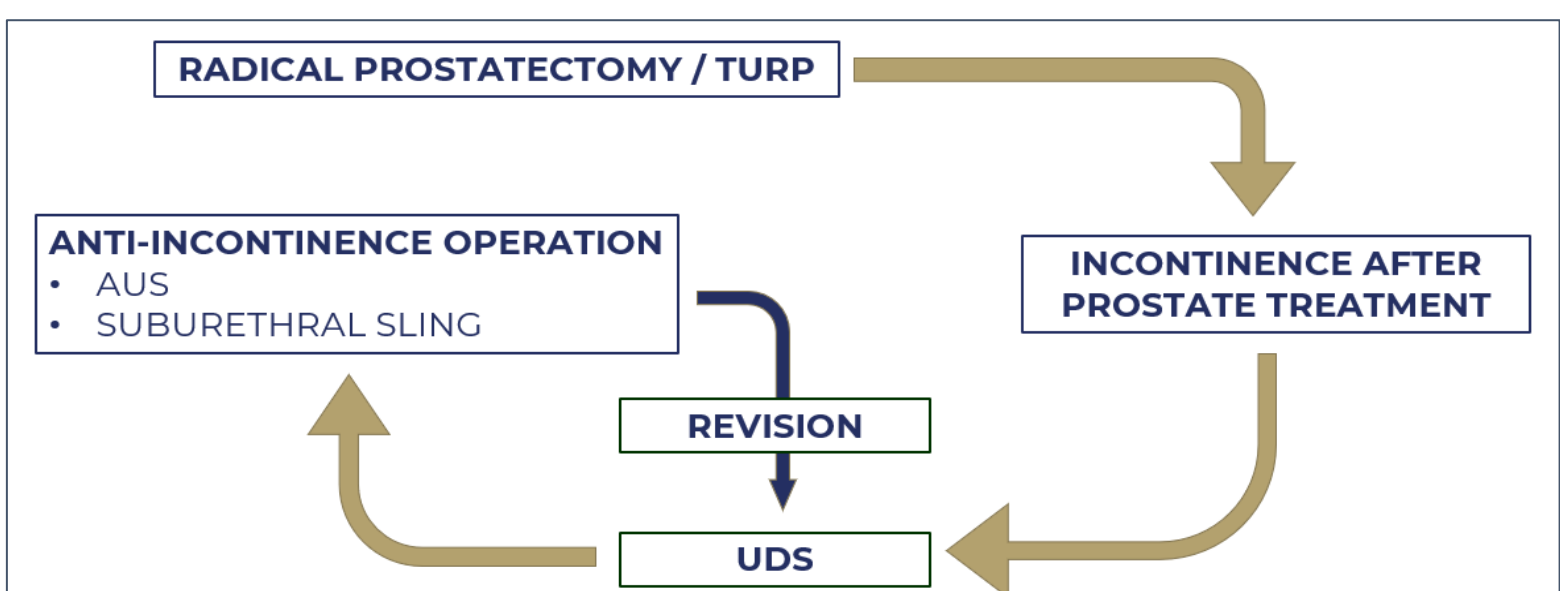 RADICAL PROSTATECTOMY / TURP
ANTI-INCONTINENCE OPERATION
• AUS
• SUBURETHRAL SLING
INCONTINENCE AFTER
PROSTATE TREATMENT
REVISION
UDS